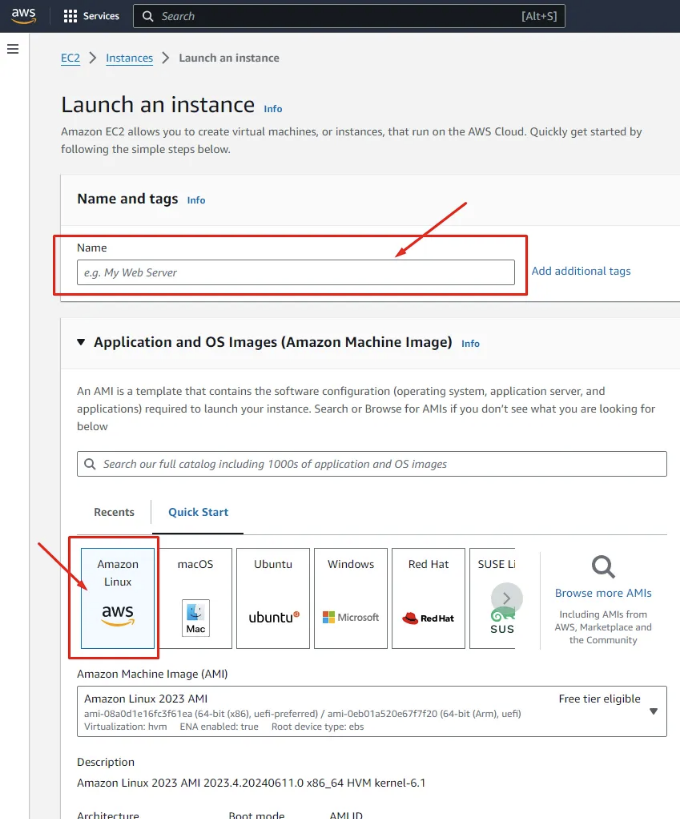 aws Services Search [Alt+S]
EC2 > Instances > Launch an instance
Launch an instance Info
Amazon EC2 allows you to create virtual machines, or instances, that run on the AWS Cloud. Quickly get started by
following the simple steps below.
Name and tags Info
Name
e.g. My Web Server
Add additional tags
Application and OS Images (Amazon Machine Image) Info
An AMI is a template that contains the software configuration (operating system, application server, and
applications) required to launch your instance. Search or Browse for AMIs if you don't see what you are looking for
below
Search our full catalog including 1000s of application and OS images
Recents Quick Start
Amazon
Linux
aws
macOS
Mac
Ubuntu
ubuntu
Windows
Microsoft
Red Hat
Red Hat
SUSE Li
SUS
Browse more AMIs
Including AMIs from
AWS, Marketplace and
the Community
Amazon Machine Image (AMI)
Amazon Linux 2023 AMI Free tier eligible
ami-08a0d1e16fc3f61ea (64-bit (x86), uefi-preferred) / ami-0eb01a520e67f7f20 (64-bit (Arm), uefi)
Virtualization: hvm ENA enabled: true Root device type: ebs
Description
Amazon Linux 2023 AMI 2023.4.20240611.0 x86_64 HVM kernel-6.1
Architecture Boot mode AMI ID